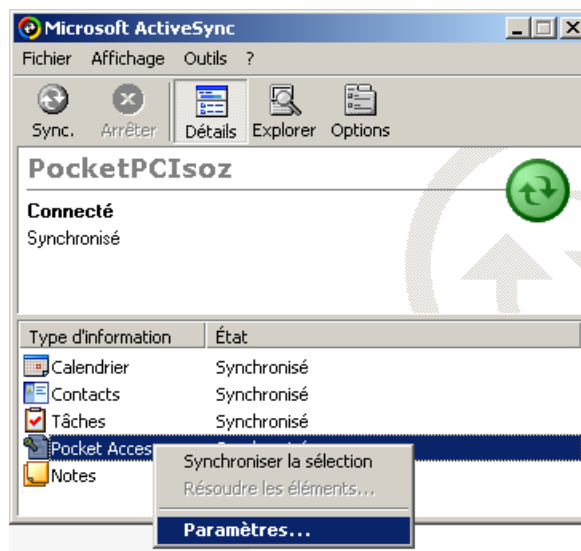 Microsoft ActiveSync
Fichier Affichage Outils ?
Sync. Arrêter Détails Explorer Options
PocketPCIsoz
Connecté
Synchronisé
Type d'information État
Calendrier Synchronisé
Contacts Synchronisé
Tâches Synchronisé
Pocket Acces
Notes
Synchroniser la sélection
Résoudre les éléments...
Paramètres...